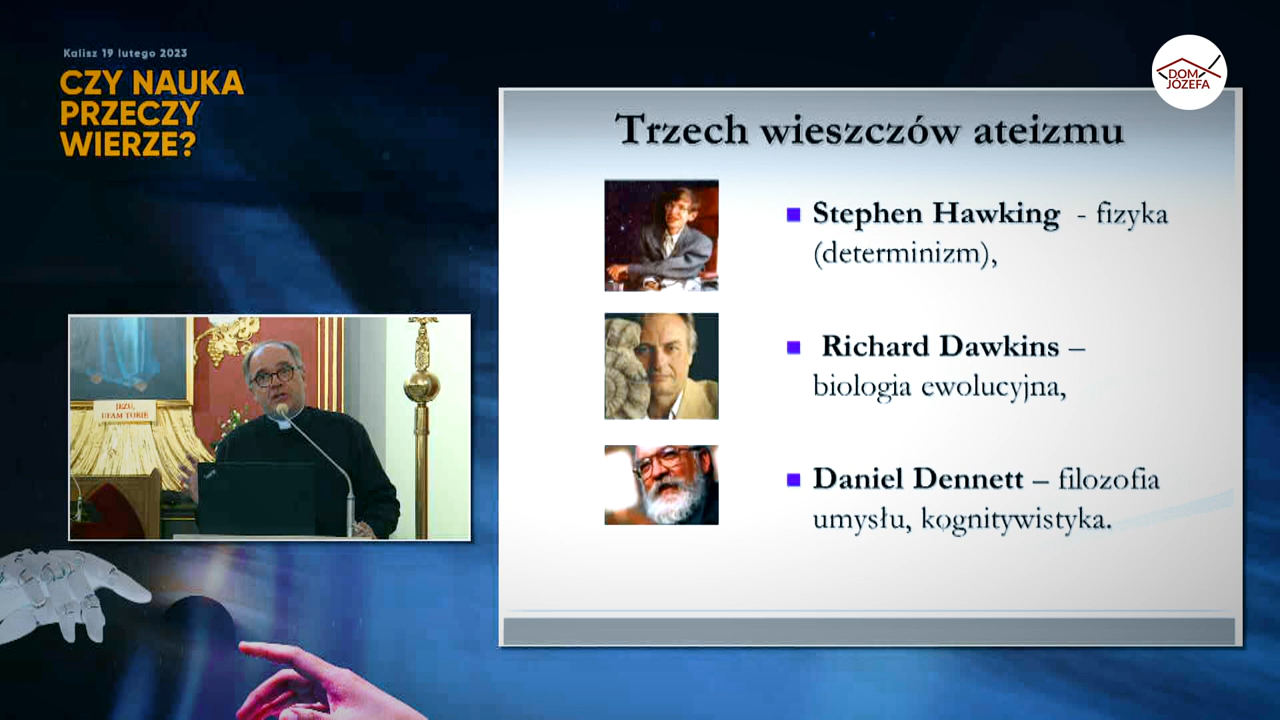 Kalisz 19 lutego 2023
CZY NAUKA
PRZECZY
WIERZE?
DOM
JÓZEFA
Trzech wieszczów ateizmu
Stephen Hawking - fizyka
(determinizm),
Richard Dawkins –
biologia ewolucyjna,
Daniel Dennett – filozofia
umysłu, kognitywistyka.
JEZU,
UFAM TOBIE